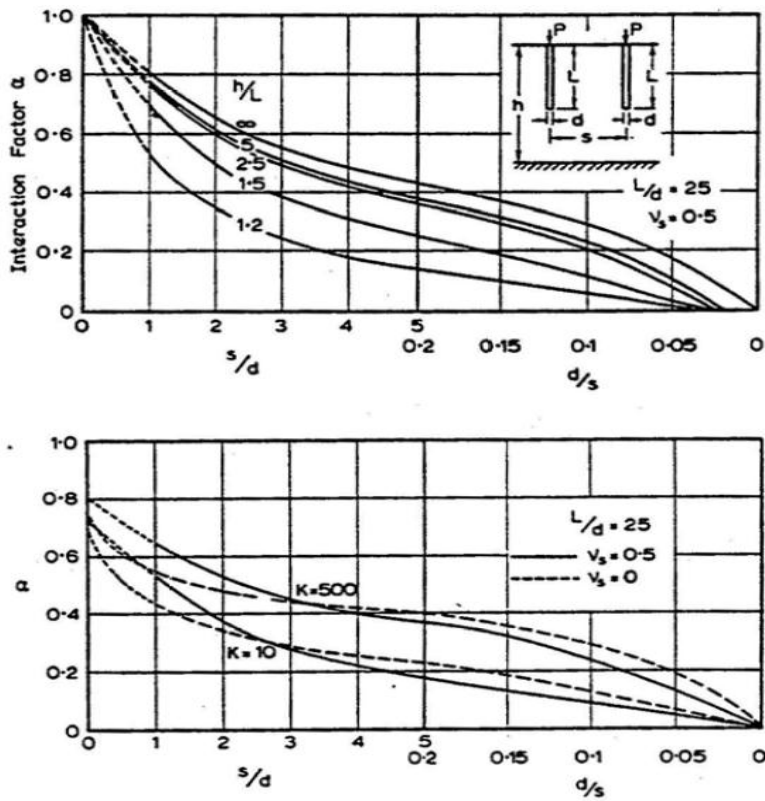 Interaction Factor α
1·0
0·8
0·6
0·4
0·2
0
h/L
∞
5
2·5
1·5
1·2
P P
h
L L
d d
s
L/d = 25
νs = 0·5
0 1 2 3 4 5
0·2 0·15 0·1 0·05 0
s/d d/s
α
1·0
0·8
0·6
0·4
0·2
0
L/d = 25
νs = 0·5
νs = 0
K=500
K=10
0 1 2 3 4 5
0·2 0·15 0·1 0·05 0
s/d d/s